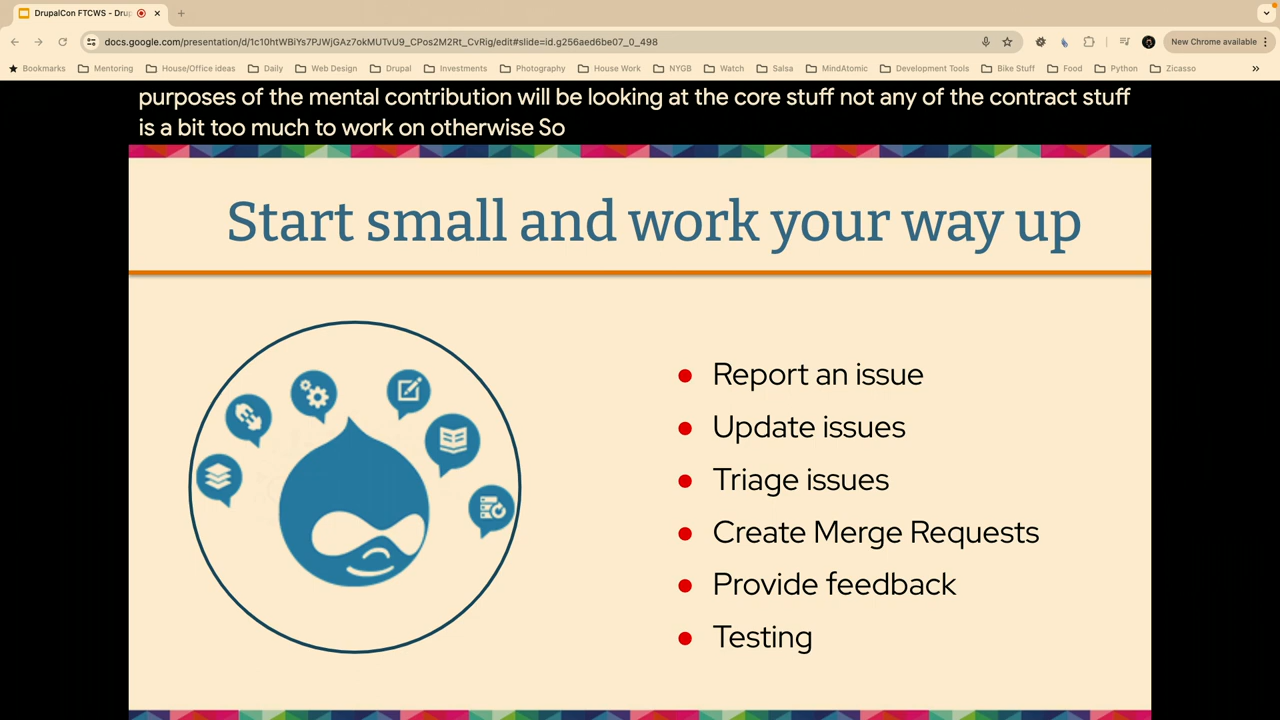 DrupalCon FTCWS - Drup
docs.google.com/presentation/d/1c10htWBiYs7PJWjGAz7okMUTvU9_CPos2M2Rt_CvRig/edit#slide=id.g256aed6be07_0_498
New Chrome available
Bookmarks Mentoring House/Office ideas Daily Web Design Drupal Investments Photography House Work NYGB Watch Salsa MindAtomic Development Tools Bike Stuff Food Python Zicasso
purposes of the mental contribution will be looking at the core stuff not any of the contract stuff
is a bit too much to work on otherwise So
Start small and work your way up
Report an issue
Update issues
Triage issues
Create Merge Requests
Provide feedback
Testing